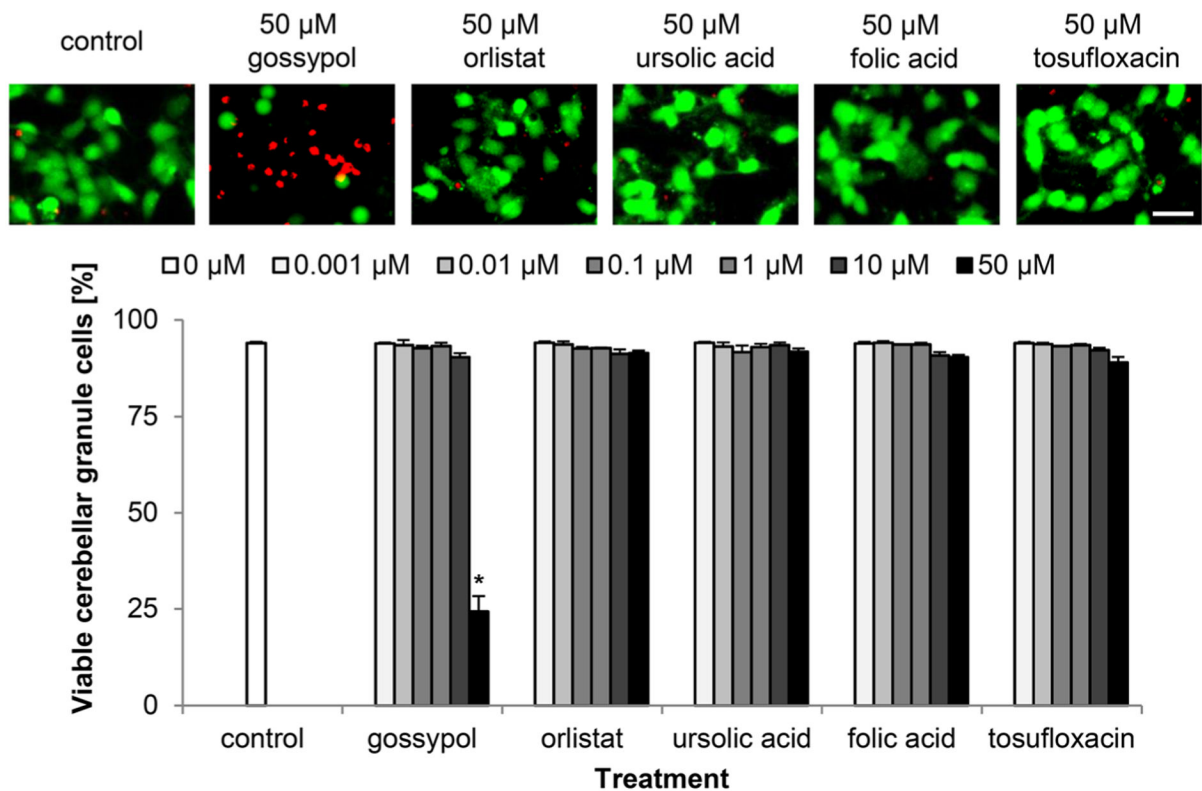 control
50 µM
gossypol
50 µM
orlistat
50 µM
ursolic acid
50 µM
folic acid
50 µM
tosufloxacin
0 µM 0.001 µM 0.01 µM 0.1 µM 1 µM 10 µM 50 µM
Viable cerebellar granule cells [%]
100
75
50
25
0
*
control gossypol orlistat ursolic acid folic acid tosufloxacin
Treatment